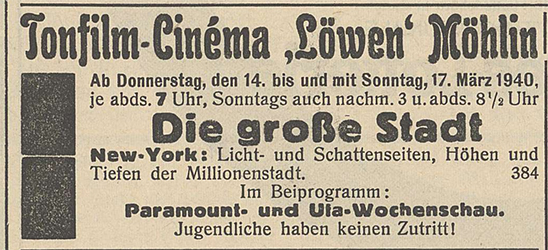 Tonfilm-Cinéma ‚Löwen‘ Möhlin
Ab Donnerstag, den 14. bis und mit Sonntag, 17. März 1940,
je abds. 7 Uhr, Sonntags auch nachm. 3 u. abds. 8½ Uhr
Die große Stadt
New-York: Licht- und Schattenseiten, Höhen und
Tiefen der Millionenstadt. 384
Im Beiprogramm:
Paramount- und Ufa-Wochenschau.
Jugendliche haben keinen Zutritt!